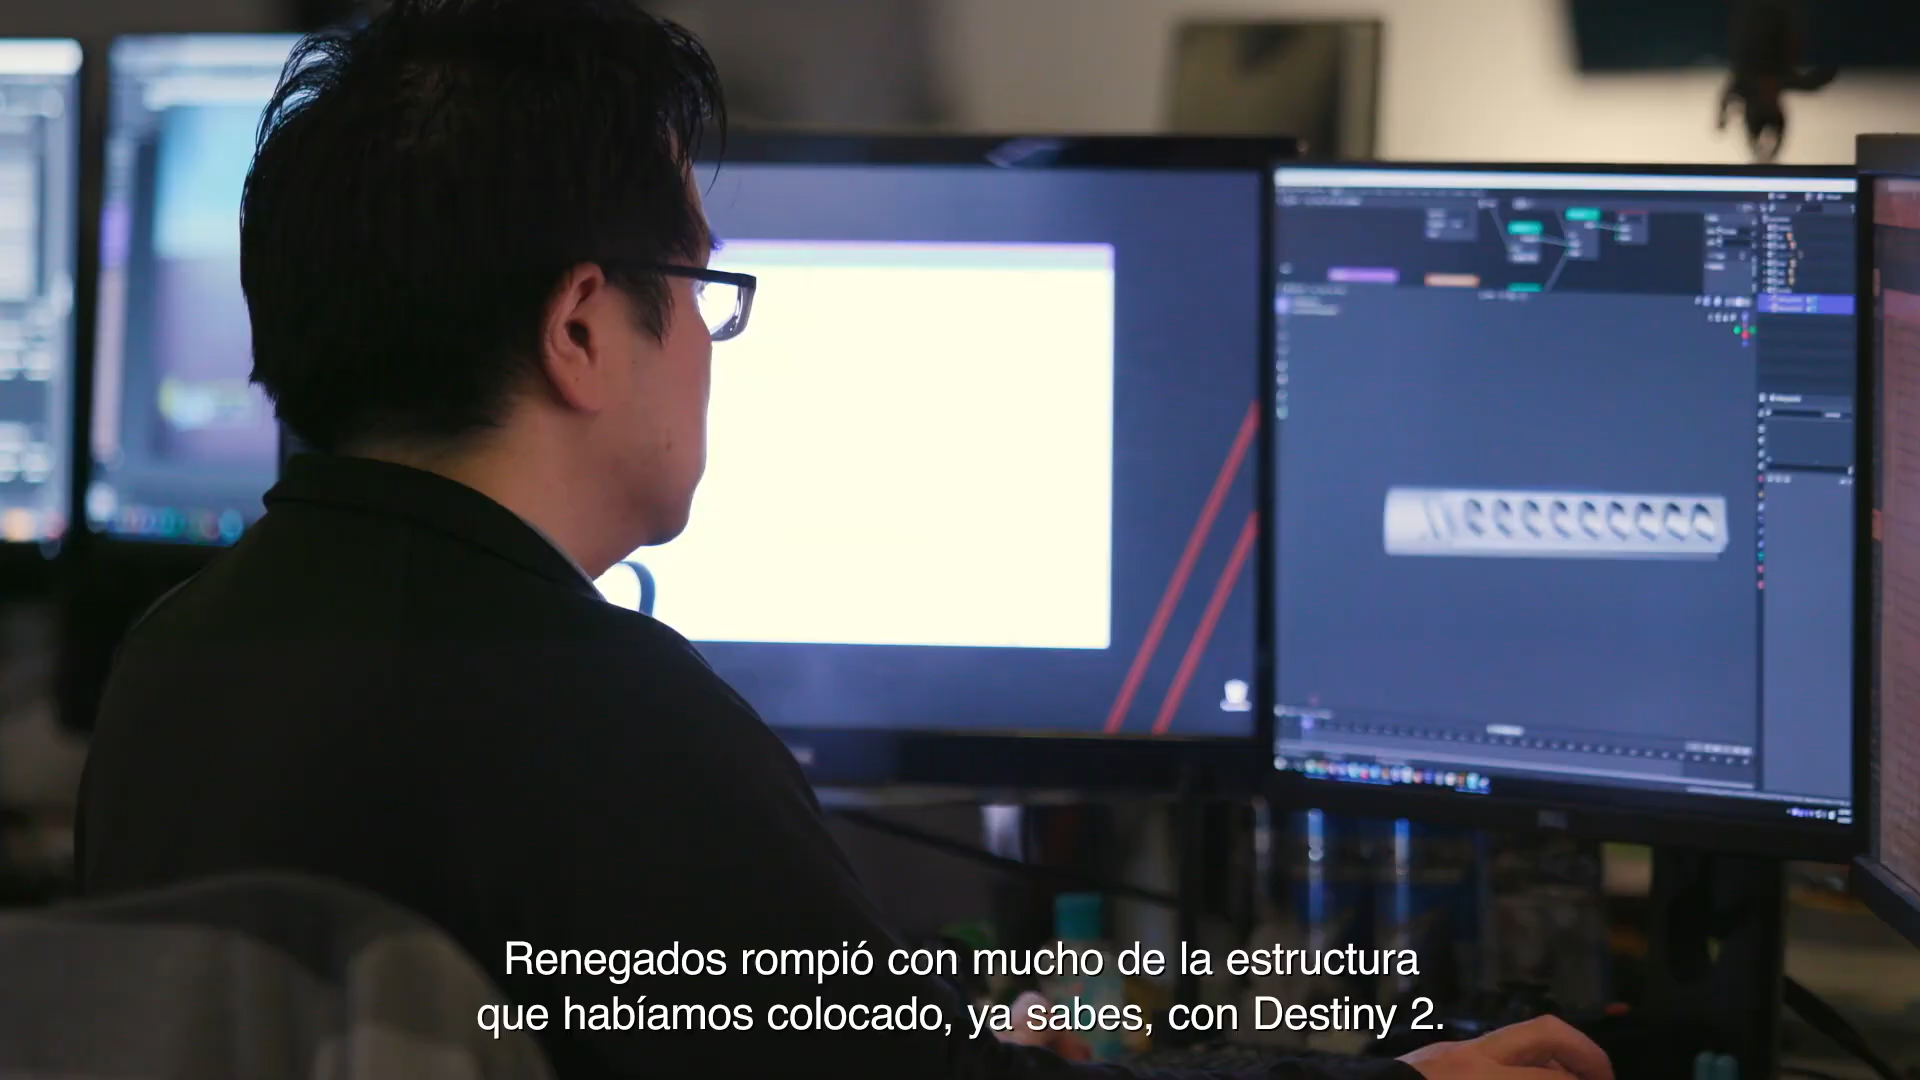 Renegados rompió con mucho de la estructura
que habíamos colocado, ya sabes, con Destiny 2.